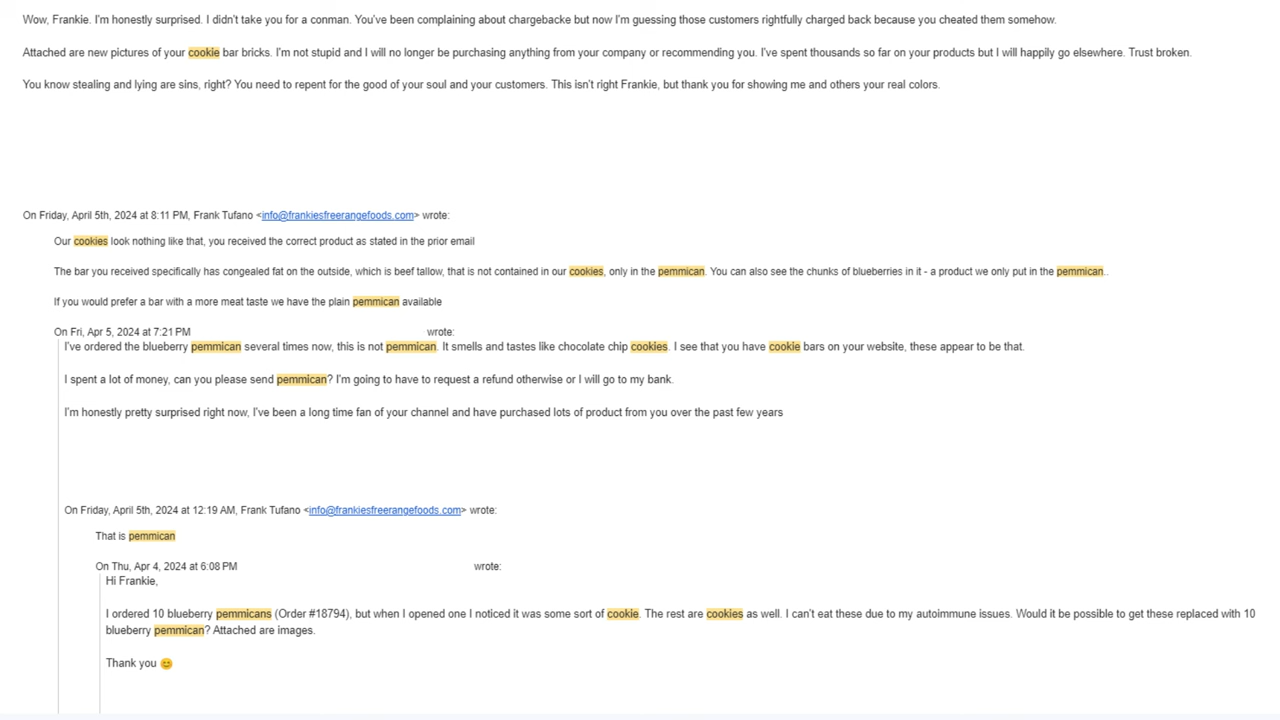 Wow, Frankie. I'm honestly surprised. I didn't take you for a conman. You've been complaining about chargebacke but now I'm guessing those customers rightfully charged back because you cheated them somehow.
Attached are new pictures of your cookie bar bricks. I'm not stupid and I will no longer be purchasing anything from your company or recommending you. I've spent thousands so far on your products but I will happily go elsewhere. Trust broken.
You know stealing and lying are sins, right? You need to repent for the good of your soul and your customers. This isn't right Frankie, but thank you for showing me and others your real colors.
On Friday, April 5th, 2024 at 8:11 PM, Frank Tufano <info@frankiesfreerangefoods.com> wrote:
Our cookies look nothing like that, you received the correct product as stated in the prior email
The bar you received specifically has congealed fat on the outside, which is beef tallow, that is not contained in our cookies, only in the pemmican. You can also see the chunks of blueberries in it - a product we only put in the pemmican..
If you would prefer a bar with a more meat taste we have the plain pemmican available
On Fri, Apr 5, 2024 at 7:21 PM wrote:
I've ordered the blueberry pemmican several times now, this is not pemmican. It smells and tastes like chocolate chip cookies. I see that you have cookie bars on your website, these appear to be that.
I spent a lot of money, can you please send pemmican? I'm going to have to request a refund otherwise or I will go to my bank.
I'm honestly pretty surprised right now, I've been a long time fan of your channel and have purchased lots of product from you over the past few years
On Friday, April 5th, 2024 at 12:19 AM, Frank Tufano <info@frankiesfreerangefoods.com> wrote:
That is pemmican
On Thu, Apr 4, 2024 at 6:08 PM wrote:
Hi Frankie,
I ordered 10 blueberry pemmicans (Order #18794), but when I opened one I noticed it was some sort of cookie. The rest are cookies as well. I can't eat these due to my autoimmune issues. Would it be possible to get these replaced with 10
blueberry pemmican? Attached are images.
Thank you 😊